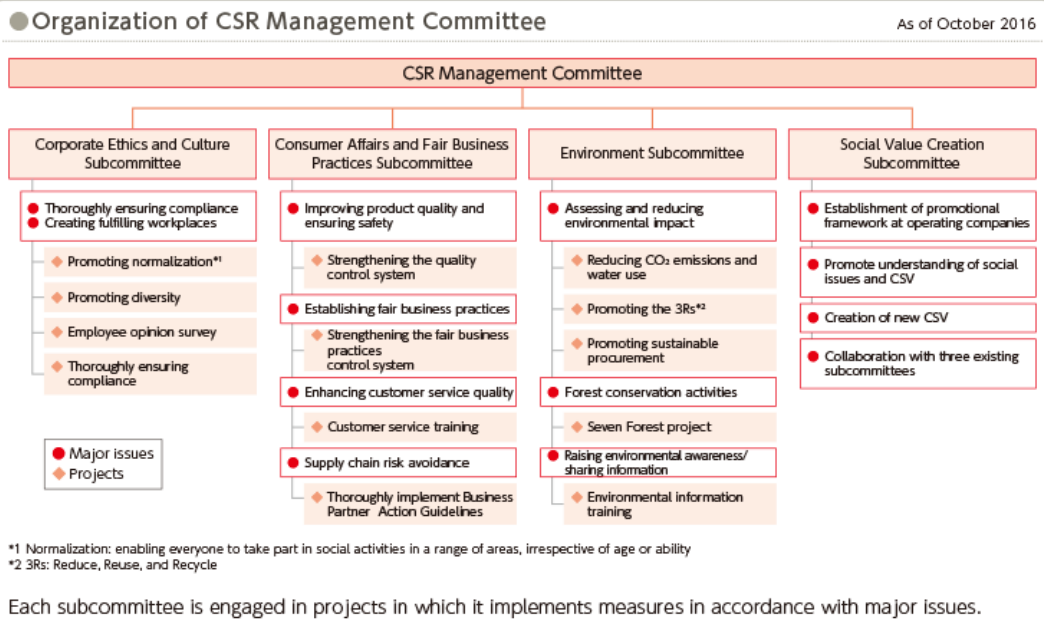 Organization of CSR Management Committee
As of October 2016
CSR Management Committee
Corporate Ethics and Culture
Subcommittee
Thoroughly ensuring compliance
Creating fulfilling workplaces
Promoting normalization*1
Promoting diversity
Employee opinion survey
Thoroughly ensuring
compliance
Consumer Affairs and Fair Business
Practices Subcommittee
Improving product quality and
ensuring safety
Strengthening the quality
control system
Establishing fair business practices
Strengthening the fair business
practices
control system
Enhancing customer service quality
Customer service training
Supply chain risk avoidance
Thoroughly implement Business
Partner Action Guidelines
Environment Subcommittee
Assessing and reducing
environmental impact
Reducing CO₂ emissions and
water use
Promoting the 3Rs*2
Promoting sustainable
procurement
Forest conservation activities
Seven Forest project
Raising environmental awareness/
sharing information
Environmental information
training
Social Value Creation
Subcommittee
Establishment of promotional
framework at operating companies
Promote understanding of social
issues and CSV
Creation of new CSV
Collaboration with three existing
subcommittees
Major issues
Projects
*1 Normalization: enabling everyone to take part in social activities in a range of areas, irrespective of age or ability
*2 3Rs: Reduce, Reuse, and Recycle
Each subcommittee is engaged in projects in which it implements measures in accordance with major issues.